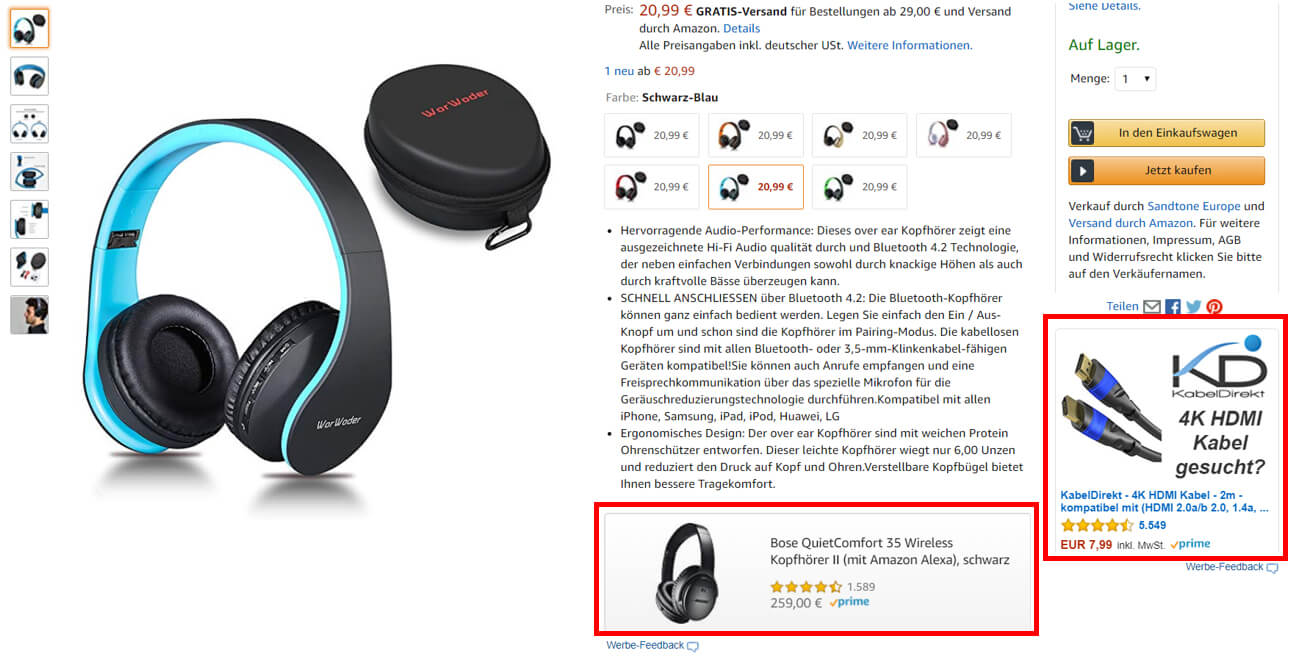 WorWoder
WorWoder
Preis: 20,99 € GRATIS-Versand für Bestellungen ab 29,00 € und Versand
durch Amazon. Details
Alle Preisangaben inkl. deutscher USt. Weitere Informationen.
1 neu ab € 20,99
Farbe: Schwarz-Blau
20,99 € 20,99 € 20,99 € 20,99 €
20,99 € 20,99 € 20,99 €
Hervorragende Audio-Performance: Dieses over ear Kopfhörer zeigt eine
ausgezeichnete Hi-Fi Audio qualität durch und Bluetooth 4.2 Technologie,
der neben einfachen Verbindungen sowohl durch knackige Höhen als auch
durch kraftvolle Bässe überzeugen kann.
SCHNELL ANSCHLIESSEN über Bluetooth 4.2: Die Bluetooth-Kopfhörer
können ganz einfach bedient werden. Legen Sie einfach den Ein / Aus-
Knopf um und schon sind die Kopfhörer im Pairing-Modus. Die kabellosen
Kopfhörer sind mit allen Bluetooth- oder 3,5-mm-Klinkenkabel-fähigen
Geräten kompatibel!Sie können auch Anrufe empfangen und eine
Freisprechkommunikation über das spezielle Mikrofon für die
Geräuschreduzierungstechnologie durchführen.Kompatibel mit allen
iPhone, Samsung, iPad, iPod, Huawei, LG
Ergonomisches Design: Der over ear Kopfhörer sind mit weichen Protein
Ohrenschützer entworfen. Dieser leichte Kopfhörer wiegt nur 6,00 Unzen
und reduziert den Druck auf Kopf und Ohren.Verstellbare Kopfbügel bietet
Ihnen bessere Tragekomfort.
Bose QuietComfort 35 Wireless
Kopfhörer II (mit Amazon Alexa), schwarz
1.589
259,00 € prime
Werbe-Feedback
Siehe Details.
Auf Lager.
Menge: 1
In den Einkaufswagen
Jetzt kaufen
Verkauf durch Sandtone Europe und
Versand durch Amazon. Für weitere
Informationen, Impressum, AGB
und Widerrufsrecht klicken Sie bitte
auf den Verkäufernamen.
Teilen
KD
KabelDirekt
4K HDMI
Kabel
gesucht?
KabelDirekt - 4K HDMI Kabel - 2m -
kompatibel mit (HDMI 2.0a/b 2.0, 1.4a, ...
5.549
EUR 7,99 inkl. MwSt. prime
Werbe-Feedback